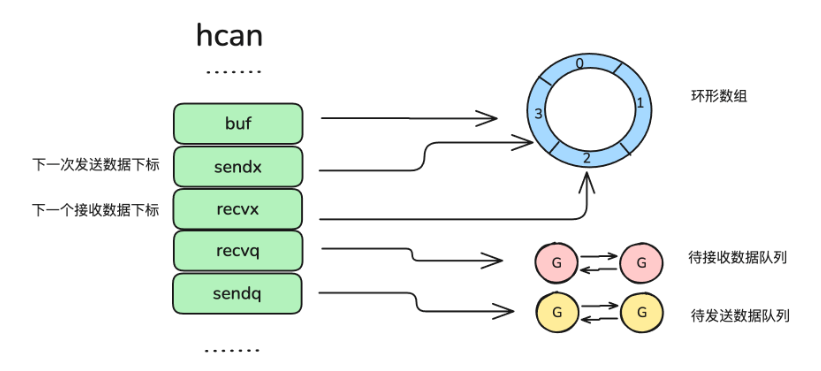 hcan
.......
buf
sendx
recvx
recvq
sendq
.......
下一次发送数据下标
下一个接收数据下标
0
1
2
3
环形数组
G
G
待接收数据队列
G
G
待发送数据队列